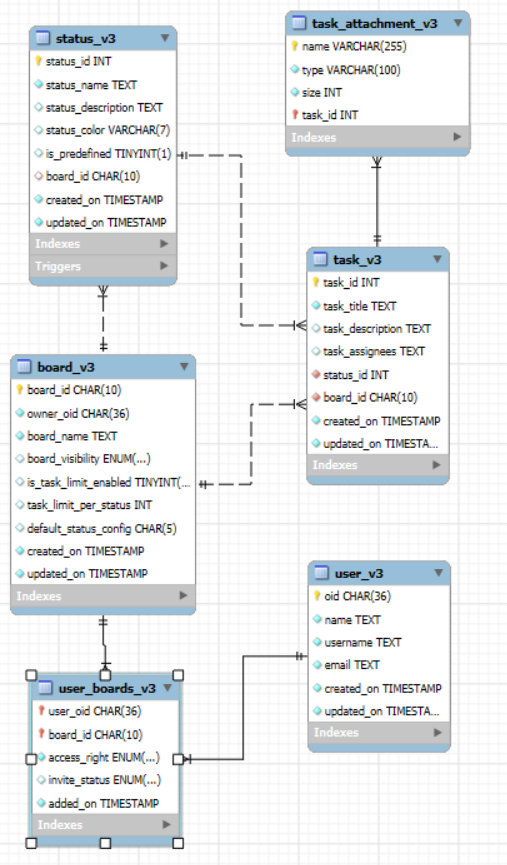 status_v3
status_id INT
status_name TEXT
status_description TEXT
status_color VARCHAR(7)
is_predefined TINYINT(1)
board_id CHAR(10)
created_on TIMESTAMP
updated_on TIMESTAMP
Indexes
Triggers
task_attachment_v3
name VARCHAR(255)
type VARCHAR(100)
size INT
task_id INT
Indexes
task_v3
task_id INT
task_title TEXT
task_description TEXT
task_assignees TEXT
status_id INT
board_id CHAR(10)
created_on TIMESTAMP
updated_on TIMESTA...
Indexes
board_v3
board_id CHAR(10)
owner_oid CHAR(36)
board_name TEXT
board_visibility ENUM(...)
is_task_limit_enabled TINYINT(...
task_limit_per_status INT
default_status_config CHAR(5)
created_on TIMESTAMP
updated_on TIMESTAMP
Indexes
user_v3
oid CHAR(36)
name TEXT
username TEXT
email TEXT
created_on TIMESTAMP
updated_on TIMESTA...
Indexes
user_boards_v3
user_oid CHAR(36)
board_id CHAR(10)
access_right ENUM(...)
invite_status ENUM(...)
added_on TIMESTAMP
Indexes